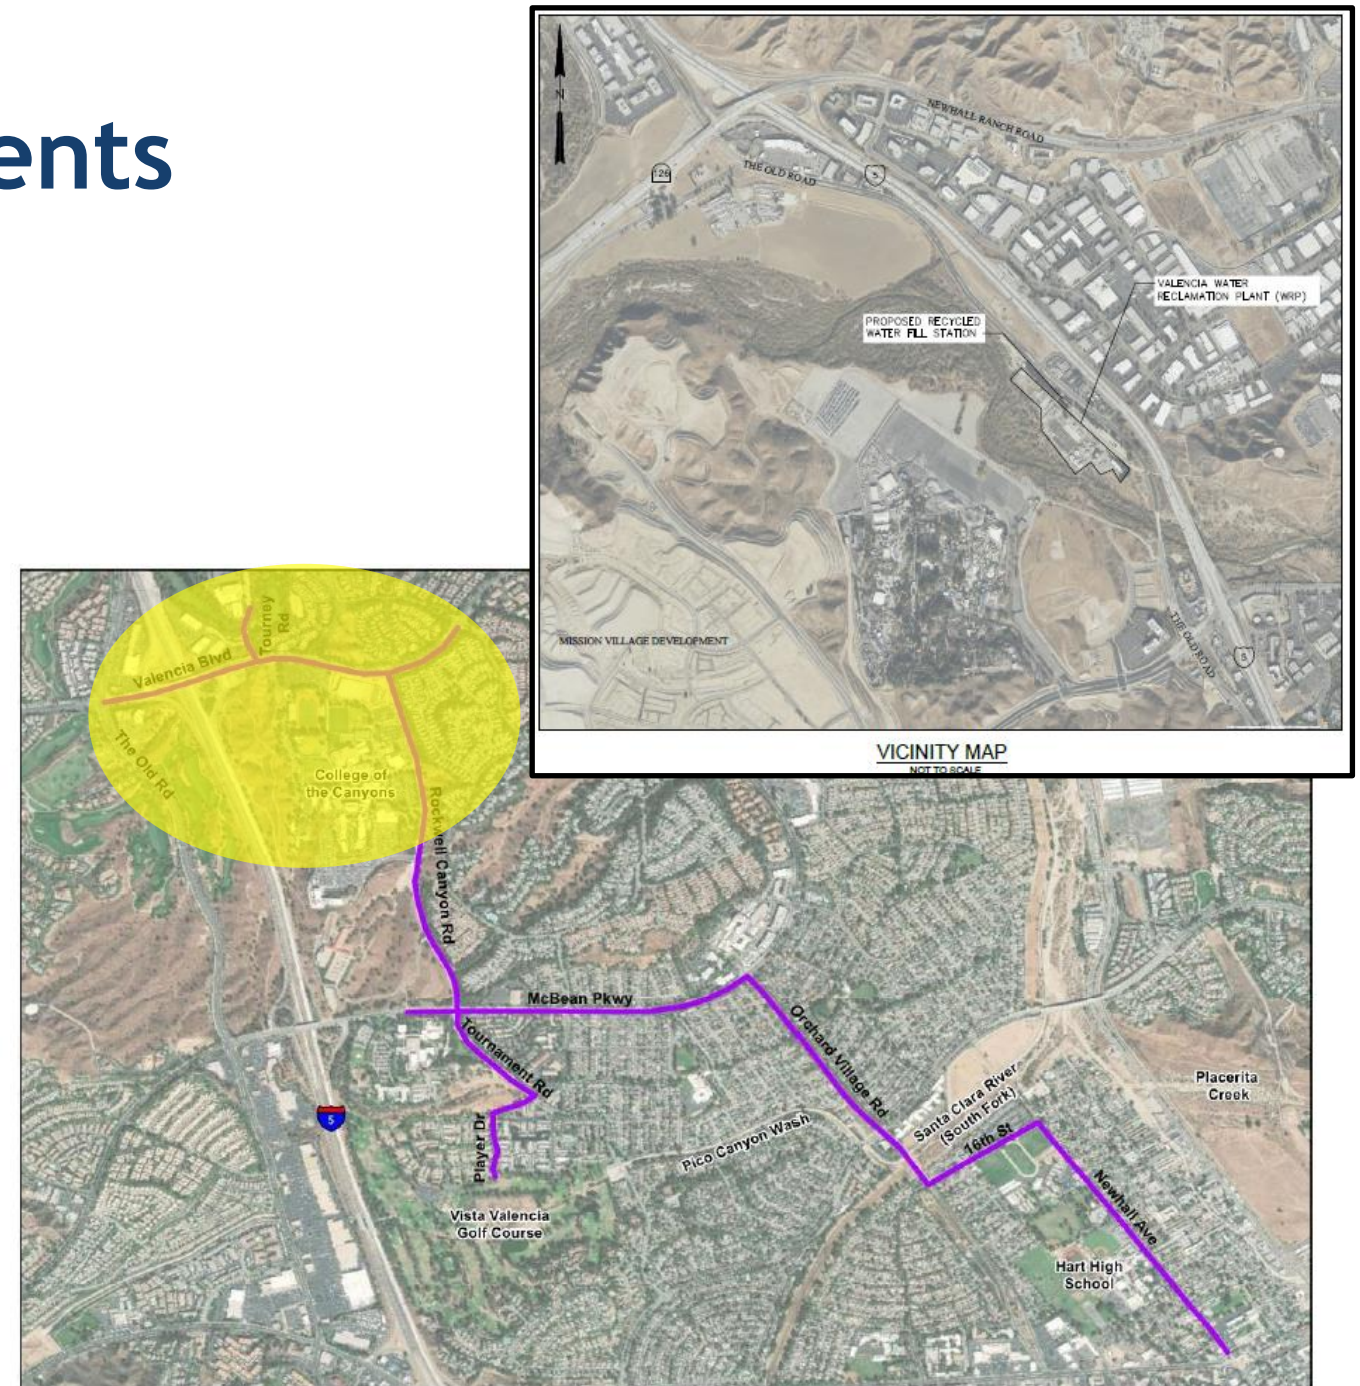 ents
N
NEWHALL RANCH ROAD
THE OLD ROAD
126
5
VALENCIA WATER
RECLAMATION PLANT (WRP)
PROPOSED RECYCLED
WATER FILL STATION
MISSION VILLAGE DEVELOPMENT
THE OLD ROAD
5
VICINITY MAP
NOT TO SCALE
Tourney
Rd
Valencia Blvd
The Old Rd
College of
the Canyons
Rockwell Canyon Rd
McBean Pkwy
Tournament Rd
Orchard Village Rd
Santa Clara River
(South Fork)
Placerita
Creek
5
Player Dr
Pico Canyon Wash
16th St
Newhall Ave
Vista Valencia
Golf Course
Hart High
School